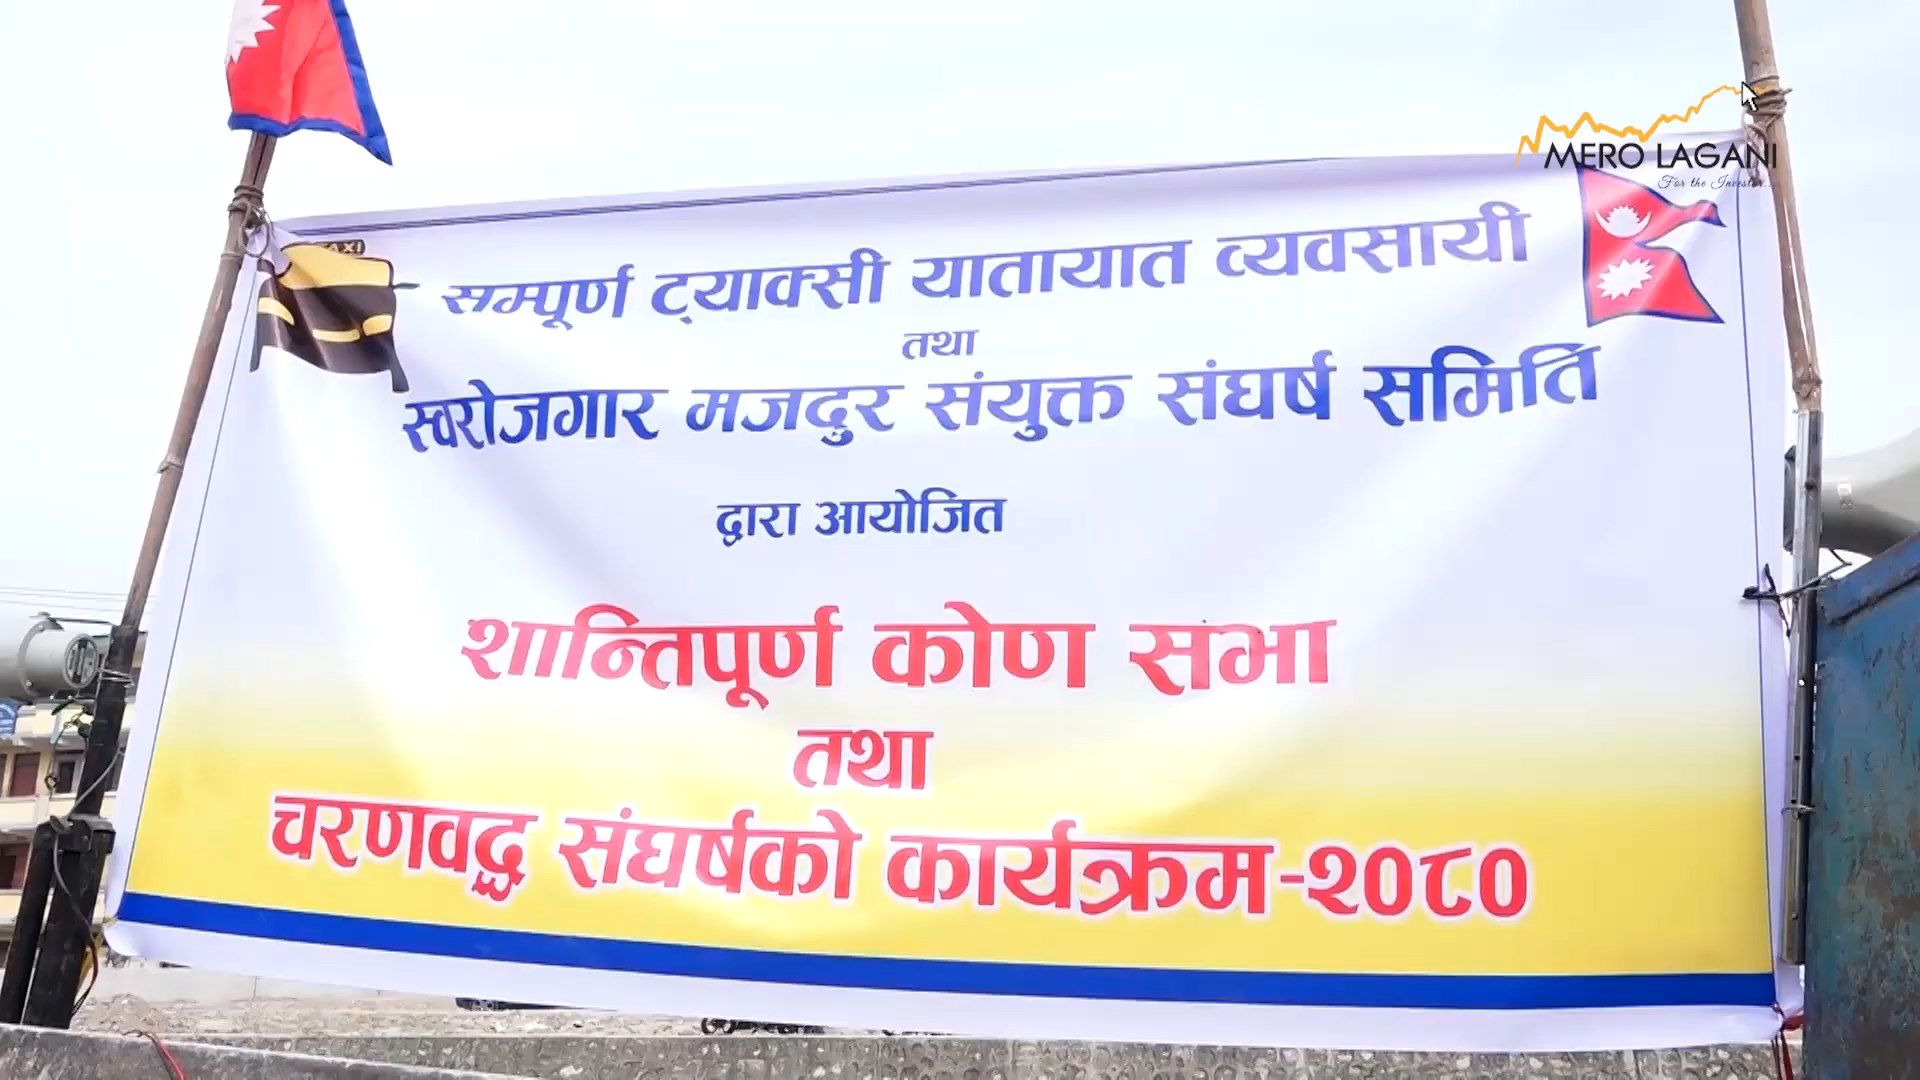 MERO LAGANI
For the Investor...
TAXI
सम्पूर्ण ट्याक्सी यातायात व्यवसायी
तथा
स्वरोजगार मजदुर संयुक्त संघर्ष समिति
द्वारा आयोजित
शान्तिपूर्ण कोण सभा
तथा
चरणवद्ध संघर्षको कार्यक्रम-२०८०